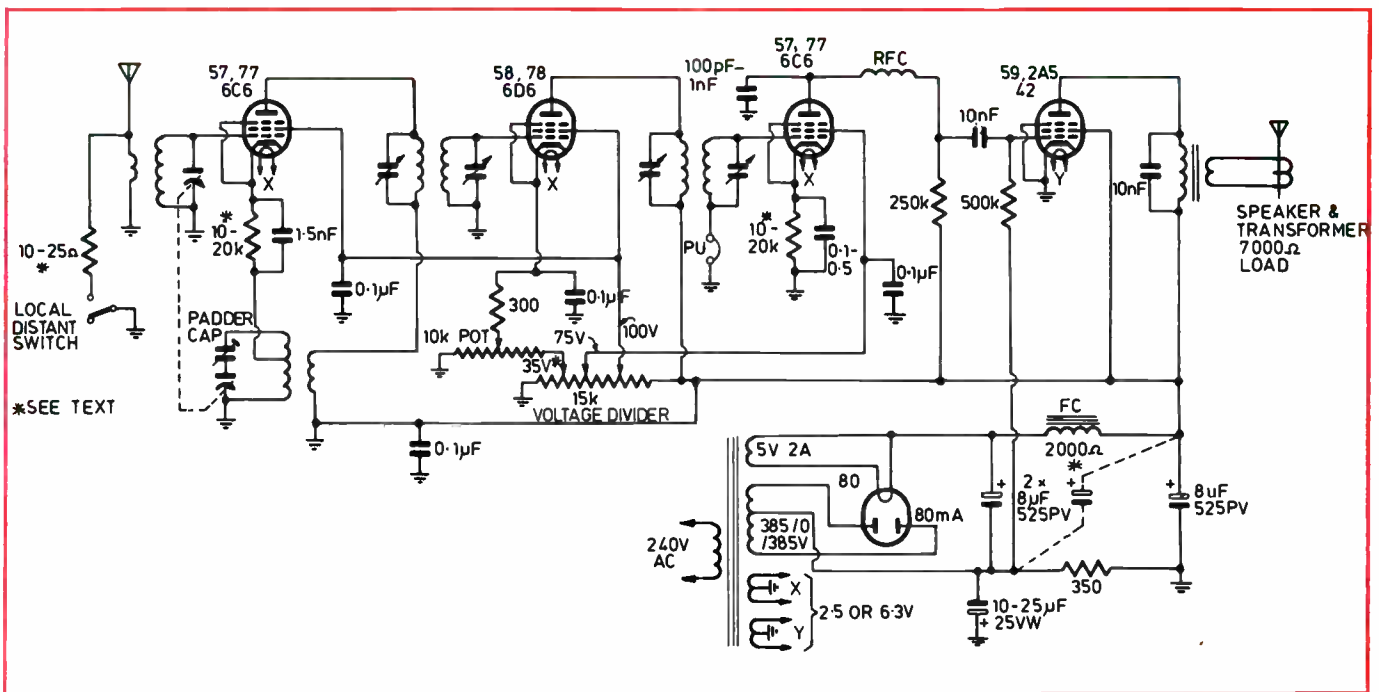 57, 77
6C6
58, 78
6D6
57, 77
6C6
59, 2A5
42
100pF-
1nF
RFC
10nF
X
X
X
Y
10-25Ω
*
LOCAL
DISTANT
SWITCH
*
10-
20k
1·5nF
PADDER
CAP
*SEE TEXT
0·1µF
0·1µF
300
0·1µF
10k
POT
35V*
75V
100V
15k
VOLTAGE DIVIDER
PU
*
10-
20k
0·1-
0·5
0·1µF
250k
500k
10nF
SPEAKER &
TRANSFORMER
7000Ω
LOAD
240V
AC
5V 2A
80
385/0
/385V
80mA
X
Y
2·5 OR 6·3V
+
2 ×
8µF
525PV
FC
2000Ω
*
+
+
8uF
525PV
350
10-25µF
+ 25VW